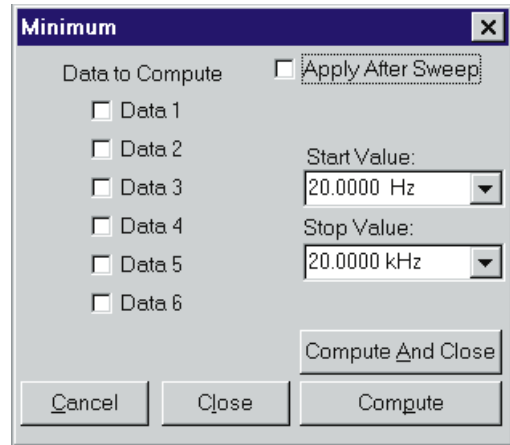 Minimum
Data to Compute
Apply After Sweep
Data 1
Data 2
Data 3
Data 4
Data 5
Data 6
Start Value:
20.0000 Hz
Stop Value:
20.0000 kHz
Compute And Close
Cancel
Close
Compute